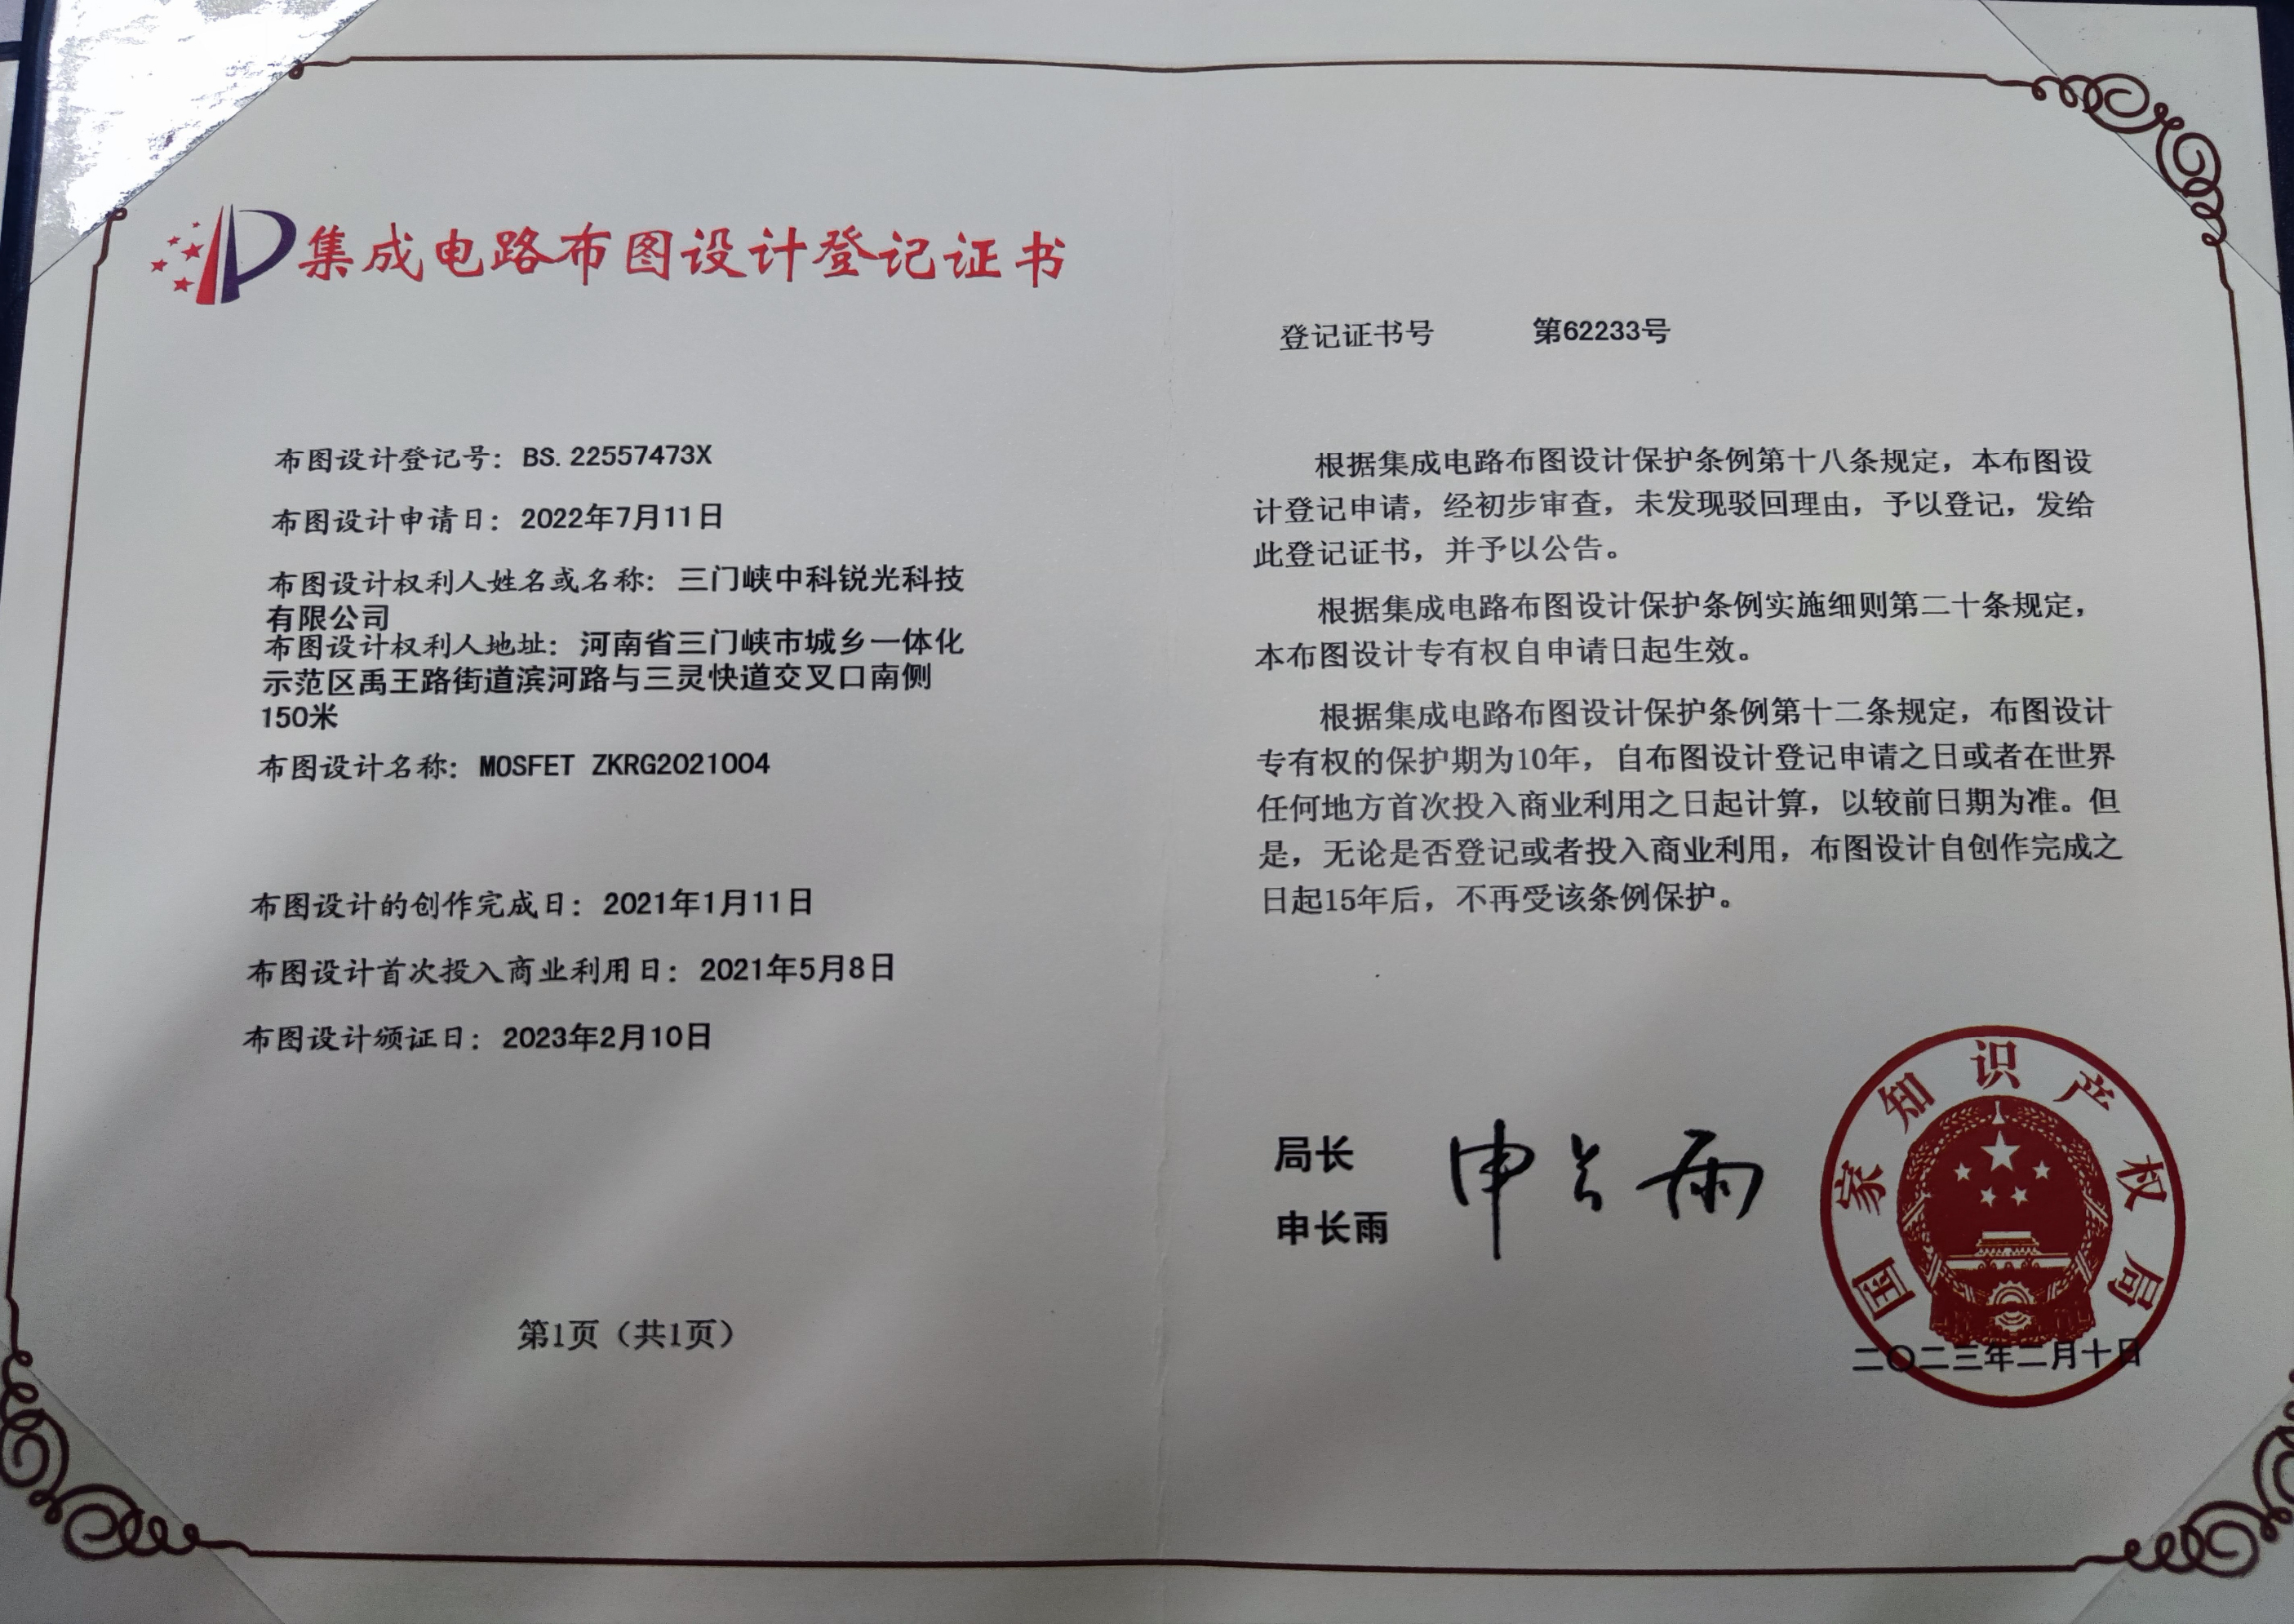 集成电路布图设计登记证书
布图设计登记号：BS. 22557473X
布图设计申请日：2022年7月11日
布图设计权利人姓名或名称：三门峡中科锐光科技
有限公司
布图设计权利人地址：河南省三门峡市城乡一体化
示范区禹王路街道滨河路与三灵快道交叉口南侧
150米
布图设计名称：MOSFET ZKRG2021004
布图设计的创作完成日：2021年1月11日
布图设计首次投入商业利用日：2021年5月8日
布图设计颁证日：2023年2月10日
第1页（共1页）
登记证书号 第62233号
根据集成电路布图设计保护条例第十八条规定，本布图设
计登记申请，经初步审查，未发现驳回理由，予以登记，发给
此登记证书，并予以公告。
根据集成电路布图设计保护条例实施细则第二十条规定，
本布图设计专有权自申请日起生效。
根据集成电路布图设计保护条例第十二条规定，布图设计
专有权的保护期为10年，自布图设计登记申请之日或者在世界
任何地方首次投入商业利用之日起计算，以较前日期为准。但
是，无论是否登记或者投入商业利用，布图设计自创作完成之
日起15年后，不再受该条例保护。
局长
申长雨
申长雨
国家知识产权局
二〇二三年二月十日